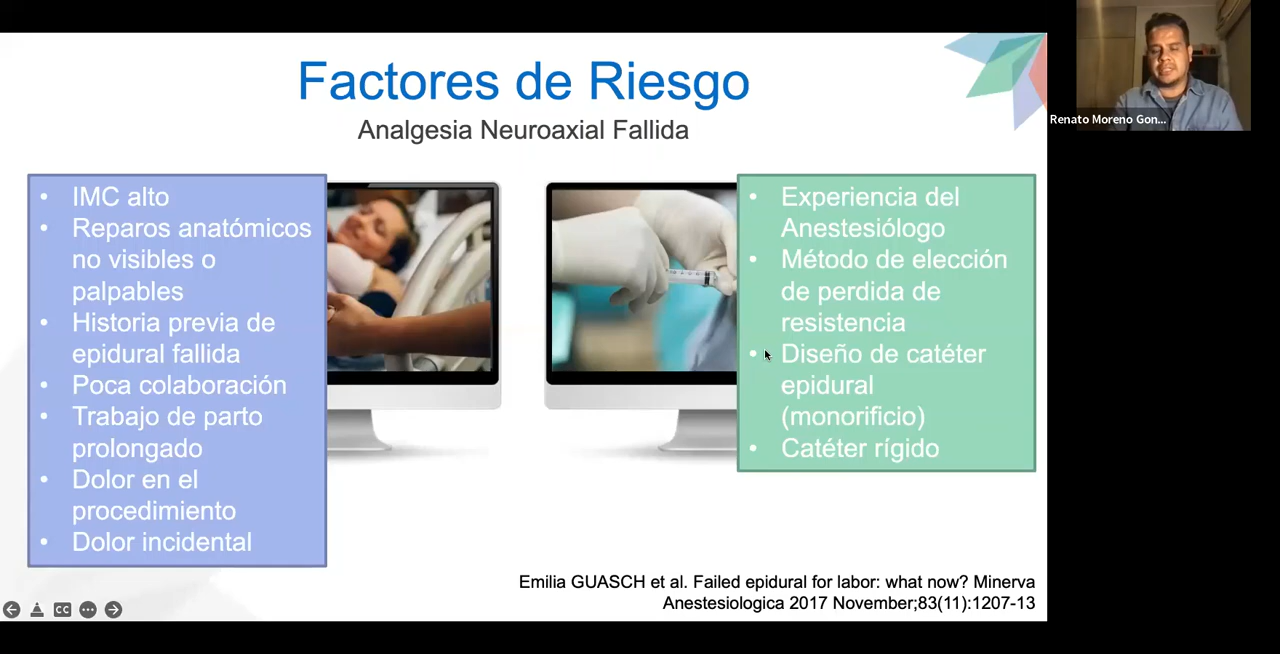 Factores de Riesgo
Analgesia Neuroaxial Fallida
• IMC alto
• Reparos anatómicos
no visibles o
palpables
• Historia previa de
epidural fallida
• Poca colaboración
• Trabajo de parto
prolongado
• Dolor en el
procedimiento
• Dolor incidental
• Experiencia del
Anestesiólogo
• Método de elección
de perdida de
resistencia
• Diseño de catéter
epidural
(monorificio)
• Catéter rígido
Emilia GUASCH et al. Failed epidural for labor: what now? Minerva
Anestesiologica 2017 November;83(11):1207-13
Renato Moreno Gon...
CC